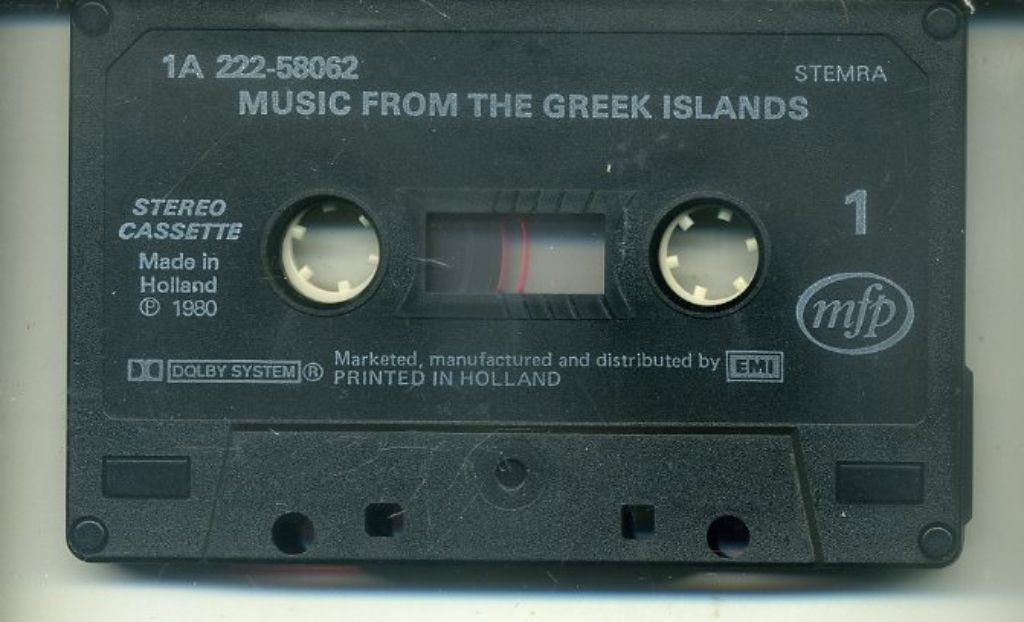 1A 222-58062
STEMRA
MUSIC FROM THE GREEK ISLANDS
STEREO
CASSETTE
Made in
Holland
℗ 1980
1
mfp
DOLBY SYSTEM®
Marketed, manufactured and distributed by EMI
PRINTED IN HOLLAND